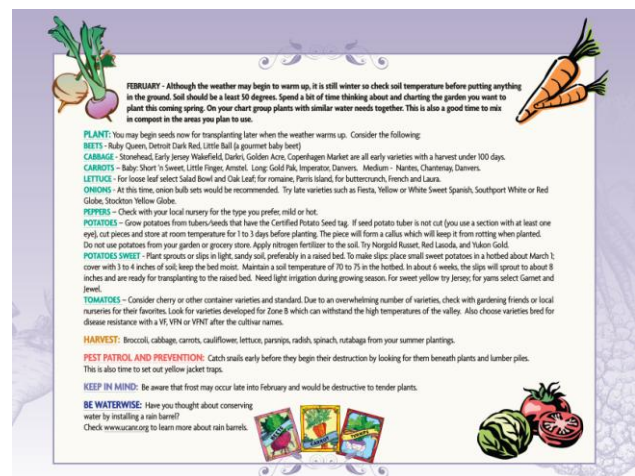 FEBRUARY - Although the weather may begin to warm up, it is still winter so check soil temperature before putting anything
in the ground. Soil should be a least 50 degrees. Spend a bit of time thinking about and charting the garden you want to
plant this coming spring. On your chart group plants with similar water needs together. This is also a good time to mix
in compost in the areas you plan to use.
PLANT: You may begin seeds now for transplanting later when the weather warms up. Consider the following:
BEETS - Ruby Queen, Detroit Dark Red, Little Ball (a gourmet baby beet)
CABBAGE - Stonehead, Early Jersey Wakefield, Darkri, Golden Acre, Copenhagen Market are all early varieties with a harvest under 100 days.
CARROTS – Baby: Short 'n Sweet, Little Finger, Amstel. Long: Gold Pak, Imperator, Danvers. Medium - Nantes, Chantenay, Danvers.
LETTUCE - For loose leaf select Salad Bowl and Oak Leaf; for romaine, Parris Island, for buttercrunch, French and Laura.
ONIONS - At this time, onion bulb sets would be recommended. Try late varieties such as Fiesta, Yellow or White Sweet Spanish, Southport White or Red
Globe, Stockton Yellow Globe.
PEPPERS – Check with your local nursery for the type you prefer, mild or hot.
POTATOES – Grow potatoes from tubers/seeds that have the Certified Potato Seed tag. If seed potato tuber is not cut (you use a section with at least one
eye), cut pieces and store at room temperature for 1 to 3 days before planting. The piece will form a callus which will keep it from rotting when planted.
Do not use potatoes from your garden or grocery store. Apply nitrogen fertilizer to the soil. Try Norgold Russet, Red Lasoda, and Yukon Gold.
POTATOES SWEET - Plant sprouts or slips in light, sandy soil, preferably in a raised bed. To make slips: place small sweet potatoes in a hotbed about March 1;
cover with 3 to 4 inches of soil; keep the bed moist. Maintain a soil temperature of 70 to 75 in the hotbed. In about 6 weeks, the slips will sprout to about 8
inches and are ready for transplanting to the raised bed. Need light irrigation during growing season. For sweet yellow try Jersey; for yams select Garnet and
Jewel.
TOMATOES – Consider cherry or other container varieties and standard. Due to an overwhelming number of varieties, check with gardening friends or local
nurseries for their favorites. Look for varieties developed for Zone B which can withstand the high temperatures of the valley. Also choose varieties bred for
disease resistance with a VF, VFN or VFNT after the cultivar names.
HARVEST: Broccoli, cabbage, carrots, cauliflower, lettuce, parsnips, radish, spinach, rutabaga from your summer plantings.
PEST PATROL AND PREVENTION: Catch snails early before they begin their destruction by looking for them beneath plants and lumber piles.
This is also time to set out yellow jacket traps.
KEEP IN MIND: Be aware that frost may occur late into February and would be destructive to tender plants.
BE WATERWISE: Have you thought about conserving
water by installing a rain barrel?
Check www.ucanr.org to learn more about rain barrels.
BEETS
CARROT
TURNIPS